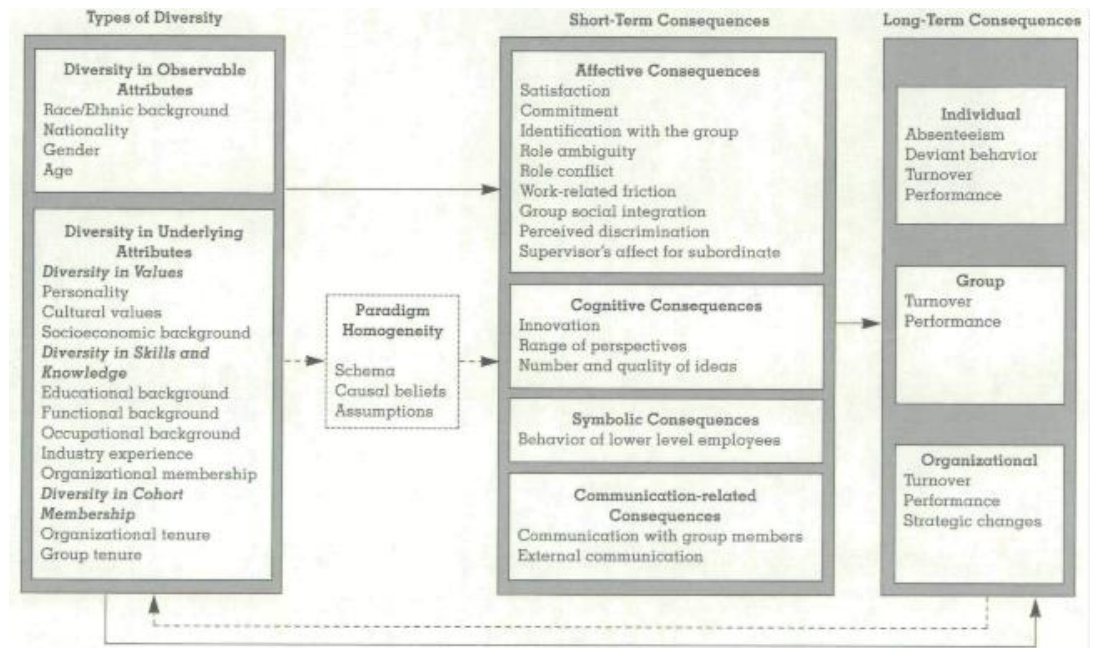 Types of Diversity
Diversity in Observable
Attributes
Race/Ethnic background
Nationality
Gender
Age
Diversity in Underlying
Attributes
Diversity in Values
Personality
Cultural values
Socioeconomic background
Diversity in Skills and
Knowledge
Educational background
Functional background
Occupational background
Industry experience
Organizational membership
Diversity in Cohort
Membership
Organizational tenure
Group tenure
Paradigm
Homogeneity
Schema
Causal beliefs
Assumptions
Short-Term Consequences
Affective Consequences
Satisfaction
Commitment
Identification with the group
Role ambiguity
Role conflict
Work-related friction
Group social integration
Perceived discrimination
Supervisor's affect for subordinate
Cognitive Consequences
Innovation
Range of perspectives
Number and quality of ideas
Symbolic Consequences
Behavior of lower level employees
Communication-related
Consequences
Communication with group members
External communication
Long-Term Consequences
Individual
Absenteeism
Deviant behavior
Turnover
Performance
Group
Turnover
Performance
Organizational
Turnover
Performance
Strategic changes